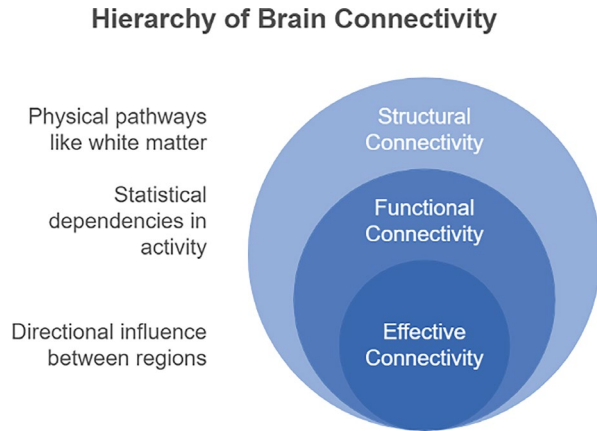 Hierarchy of Brain Connectivity
Physical pathways
like white matter
Structural
Connectivity
Statistical
dependencies in
activity
Functional
Connectivity
Directional influence
between regions
Effective
Connectivity